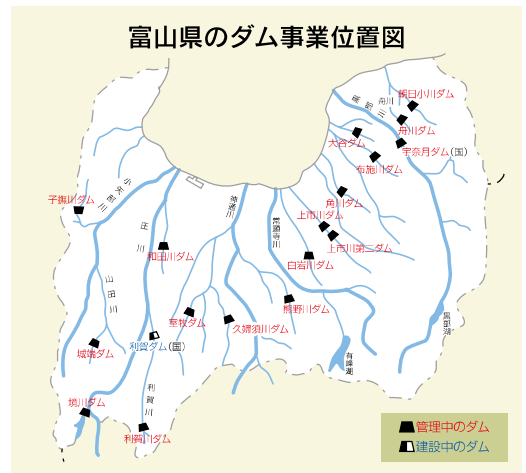 富山県のダム事業位置図
朝日小川ダム
舟川
舟川ダム
黒部川
大谷ダム
宇奈月ダム(国)
布施川ダム
小矢部川
子撫川ダム
角川ダム
神通川
上市川ダム
常願寺川
庄川
上市川第二ダム
和田川ダム
白岩川ダム
山田川
熊野川ダム
室牧ダム
久婦須川ダム
黒部湖
城端ダム
利賀ダム(国)
有峰湖
利賀川
境川ダム
利賀川ダム
管理中のダム
建設中のダム